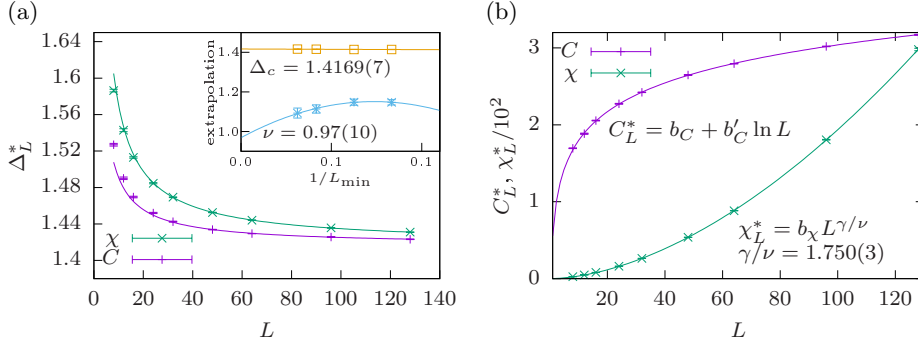 (a)
1.64
1.6
1.56
1.52
1.48
1.44
1.4
Δ*_L
0 20 40 60 80 100 120 140
L
χ
C
extrapolation
1.4
1.2
1.0
Δ_c = 1.4169(7)
ν = 0.97(10)
0.0 0.1 0.1
1/L_min
(b)
3
2
1
0
C*_L, χ*_L/10^2
C
χ
C*_L = b_C + b′_C ln L
χ*_L = b_χ L^{γ/ν}
γ/ν = 1.750(3)
20 40 60 80 100 120
L